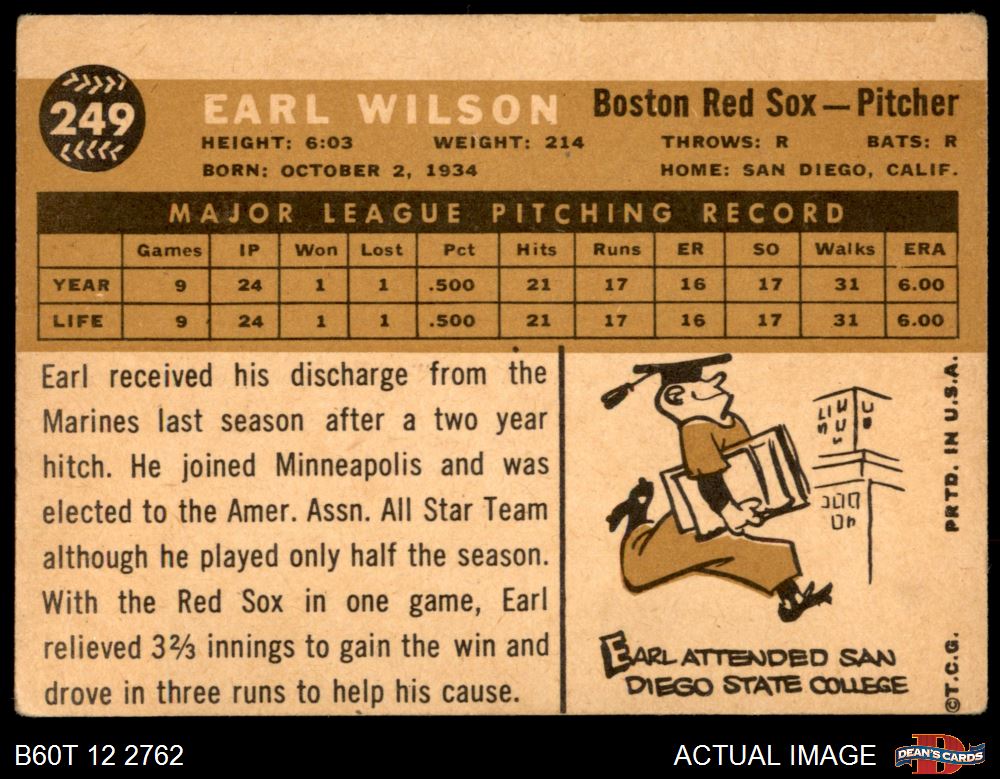 249
EARL WILSON
Boston Red Sox—Pitcher
HEIGHT: 6:03 WEIGHT: 214 THROWS: R BATS: R
BORN: OCTOBER 2, 1934 HOME: SAN DIEGO, CALIF.
MAJOR LEAGUE PITCHING RECORD
Games IP Won Lost Pct Hits Runs ER SO Walks ERA
YEAR 9 24 1 1 .500 21 17 16 17 31 6.00
LIFE 9 24 1 1 .500 21 17 16 17 31 6.00
Earl received his discharge from the
Marines last season after a two year
hitch. He joined Minneapolis and was
elected to the Amer. Assn. All Star Team
although he played only half the season.
With the Red Sox in one game, Earl
relieved 3⅔ innings to gain the win and
drove in three runs to help his cause.
EARL ATTENDED SAN
DIEGO STATE COLLEGE
PRTD. IN U.S.A.
©T.C.G.
B60T 12 2762
ACTUAL IMAGE
D
DEAN'S CARDS